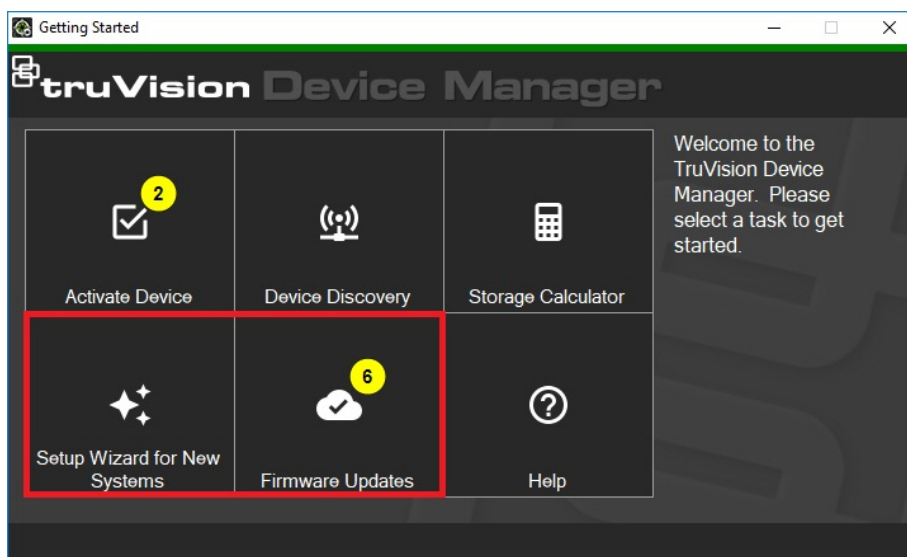 Getting Started
truVision Device Manager
2
Activate Device
Device Discovery
Storage Calculator
Welcome to the
TruVision Device
Manager. Please
select a task to get
started.
Setup Wizard for New
Systems
6
Firmware Updates
Help